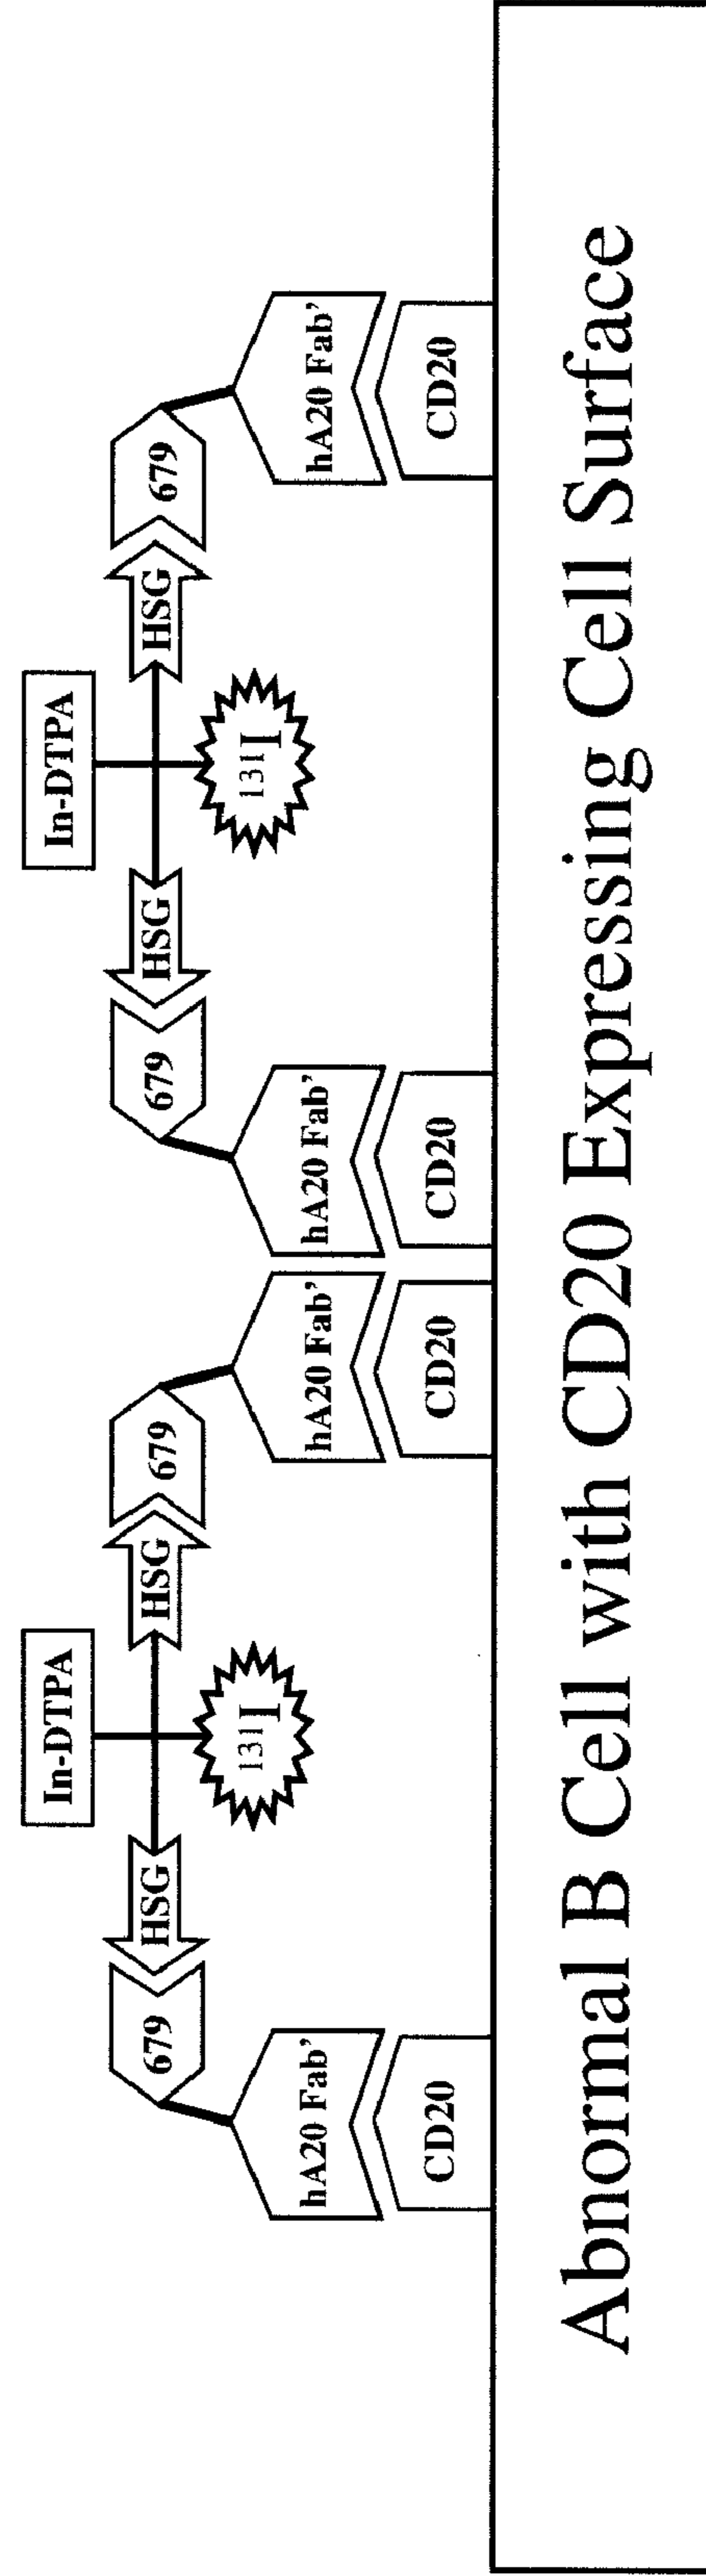 In-DTPA
In-DTPA
679
HSG
HSG
679
679
HSG
HSG
679
131I
131I
hA20 Fab’
hA20 Fab’
hA20 Fab’
hA20 Fab’
CD20
CD20
CD20
CD20
Abnormal B Cell with CD20 Expressing Cell Surface